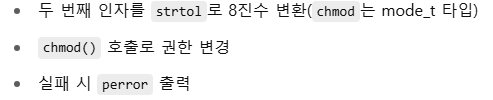 • 두 번째 인자를 strtol로 8진수 변환(chmod는 mode_t 타입)
• chmod() 호출로 권한 변경
• 실패 시 perror 출력